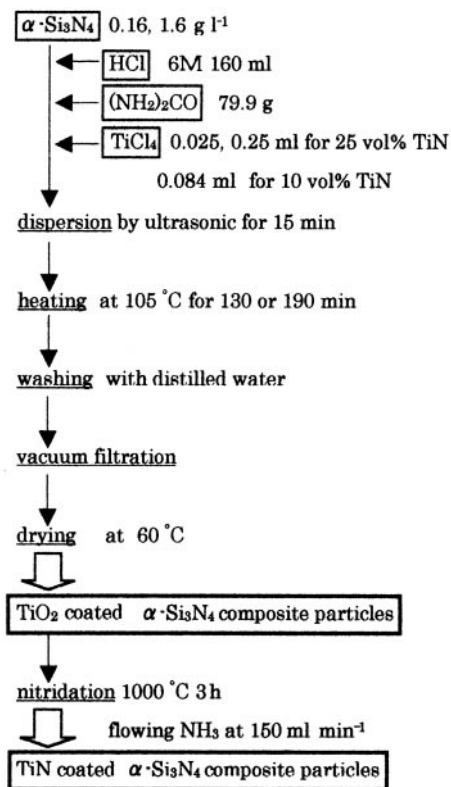 α-Si₃N₄ 0.16, 1.6 g l⁻¹
HCl 6M 160 ml
(NH₂)₂CO 79.9 g
TiCl₄ 0.025, 0.25 ml for 25 vol% TiN
0.084 ml for 10 vol% TiN
dispersion by ultrasonic for 15 min
heating at 105 °C for 130 or 190 min
washing with distilled water
vacuum filtration
drying at 60 °C
TiO₂ coated α-Si₃N₄ composite particles
nitridation 1000 °C 3h
flowing NH₃ at 150 ml min⁻¹
TiN coated α-Si₃N₄ composite particles